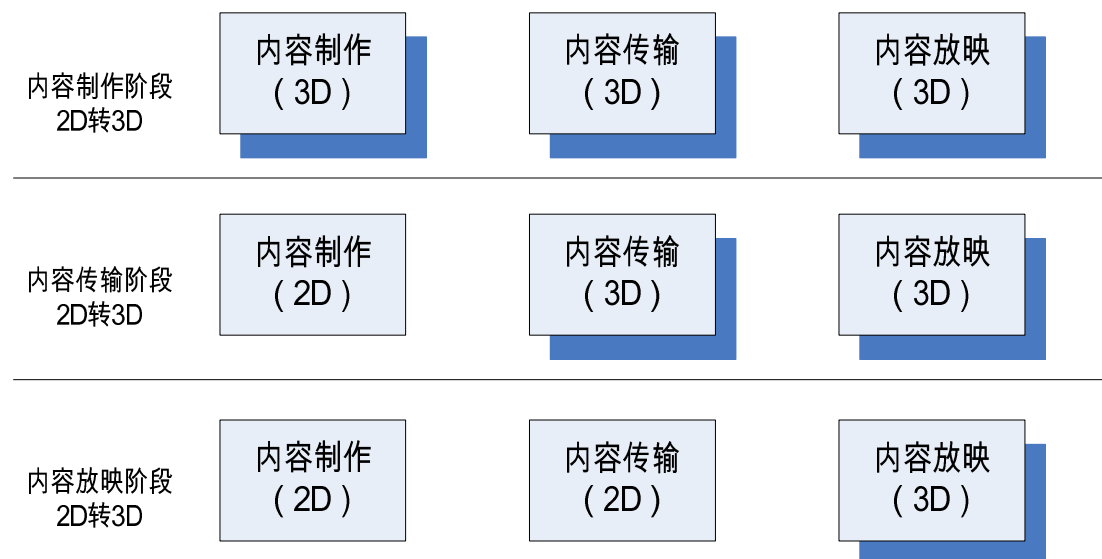 内容制作阶段
2D转3D
内容制作
（3D）
内容传输
（3D）
内容放映
（3D）
内容传输阶段
2D转3D
内容制作
（2D）
内容传输
（3D）
内容放映
（3D）
内容放映阶段
2D转3D
内容制作
（2D）
内容传输
（2D）
内容放映
（3D）